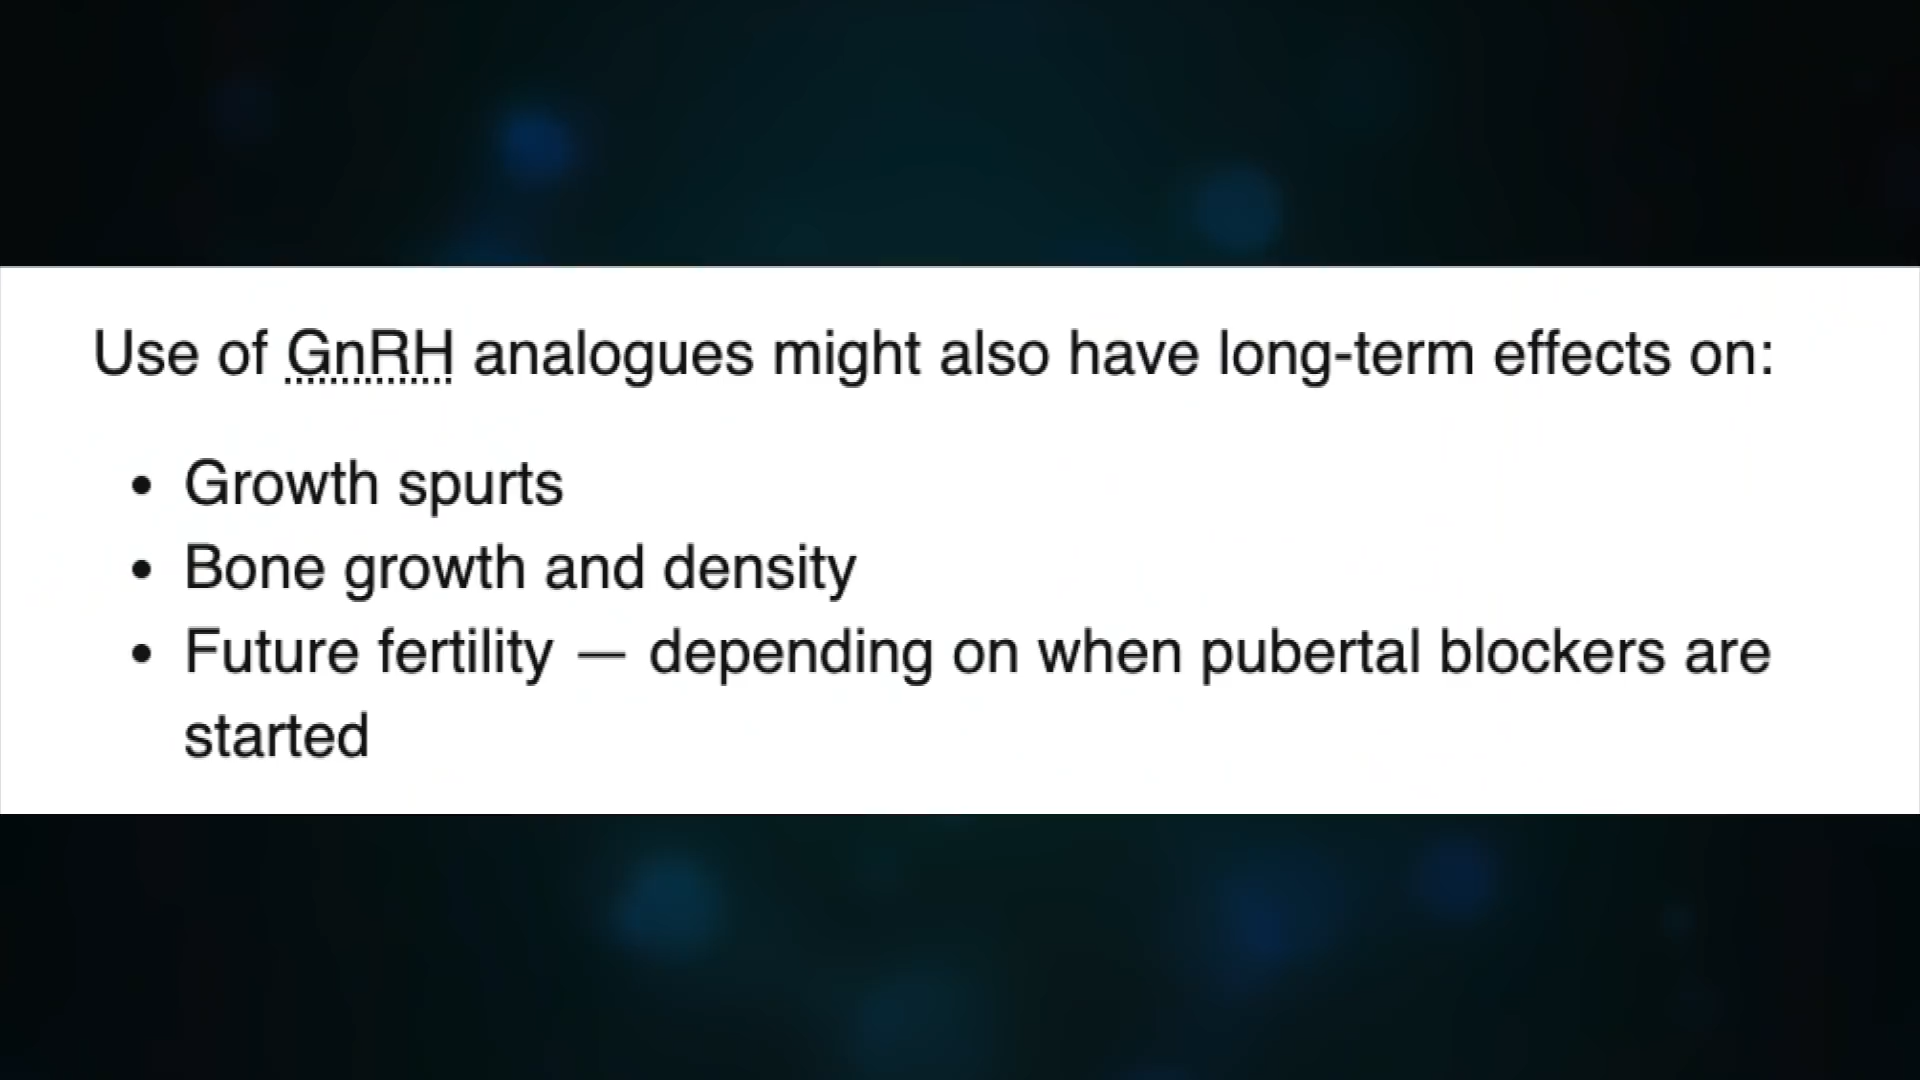 Use of GnRH analogues might also have long-term effects on:
• Growth spurts
• Bone growth and density
• Future fertility — depending on when pubertal blockers are
started